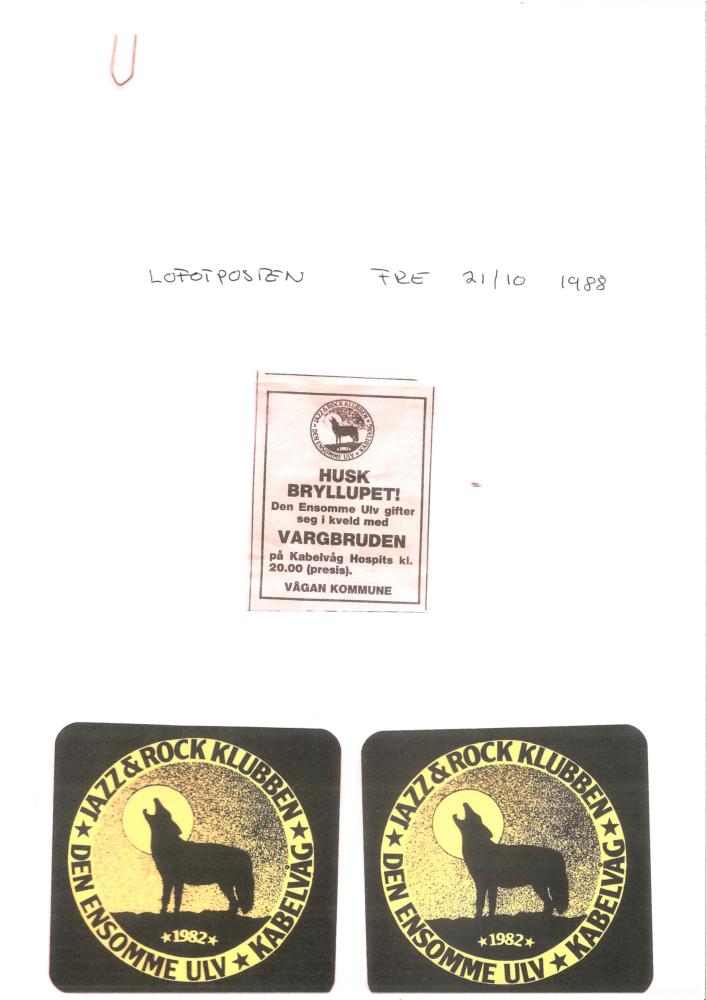 LOFOTPOSTEN FRE 21/10 1988
JAZZ & ROCK KLUBBEN
DEN ENSOMME ULV ★ KABELVÅG
★1982★
HUSK
BRYLLUPET!
Den Ensomme Ulv gifter
seg i kveld med
VARGBRUDEN
på Kabelvåg Hospits kl.
20.00 (presis).
VÅGAN KOMMUNE
★ JAZZ & ROCK KLUBBEN ★
DEN ENSOMME ULV ★ KABELVÅG
★1982★
★ JAZZ & ROCK KLUBBEN ★
DEN ENSOMME ULV ★ KABELVÅG
★1982★